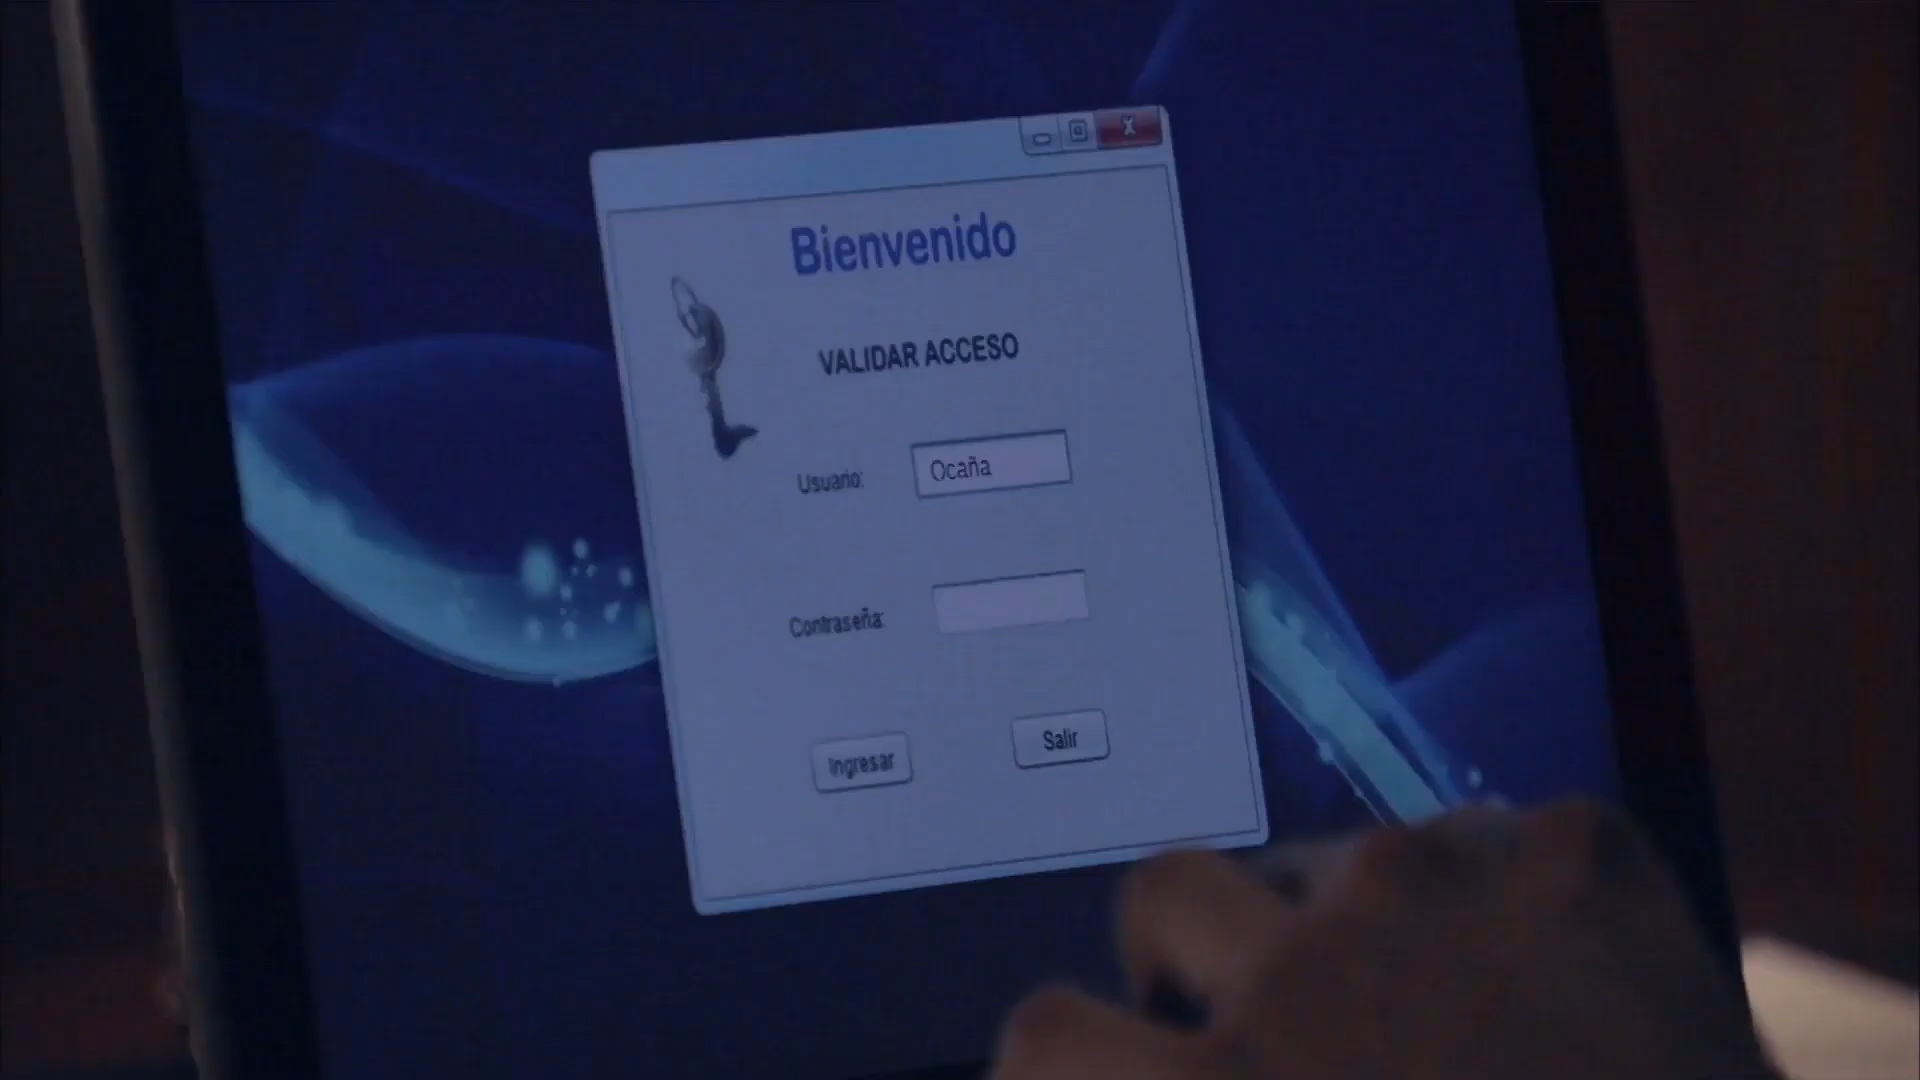 Bienvenido
VALIDAR ACCESO
Usuario: Ocaña
Contraseña:
Ingresar Salir